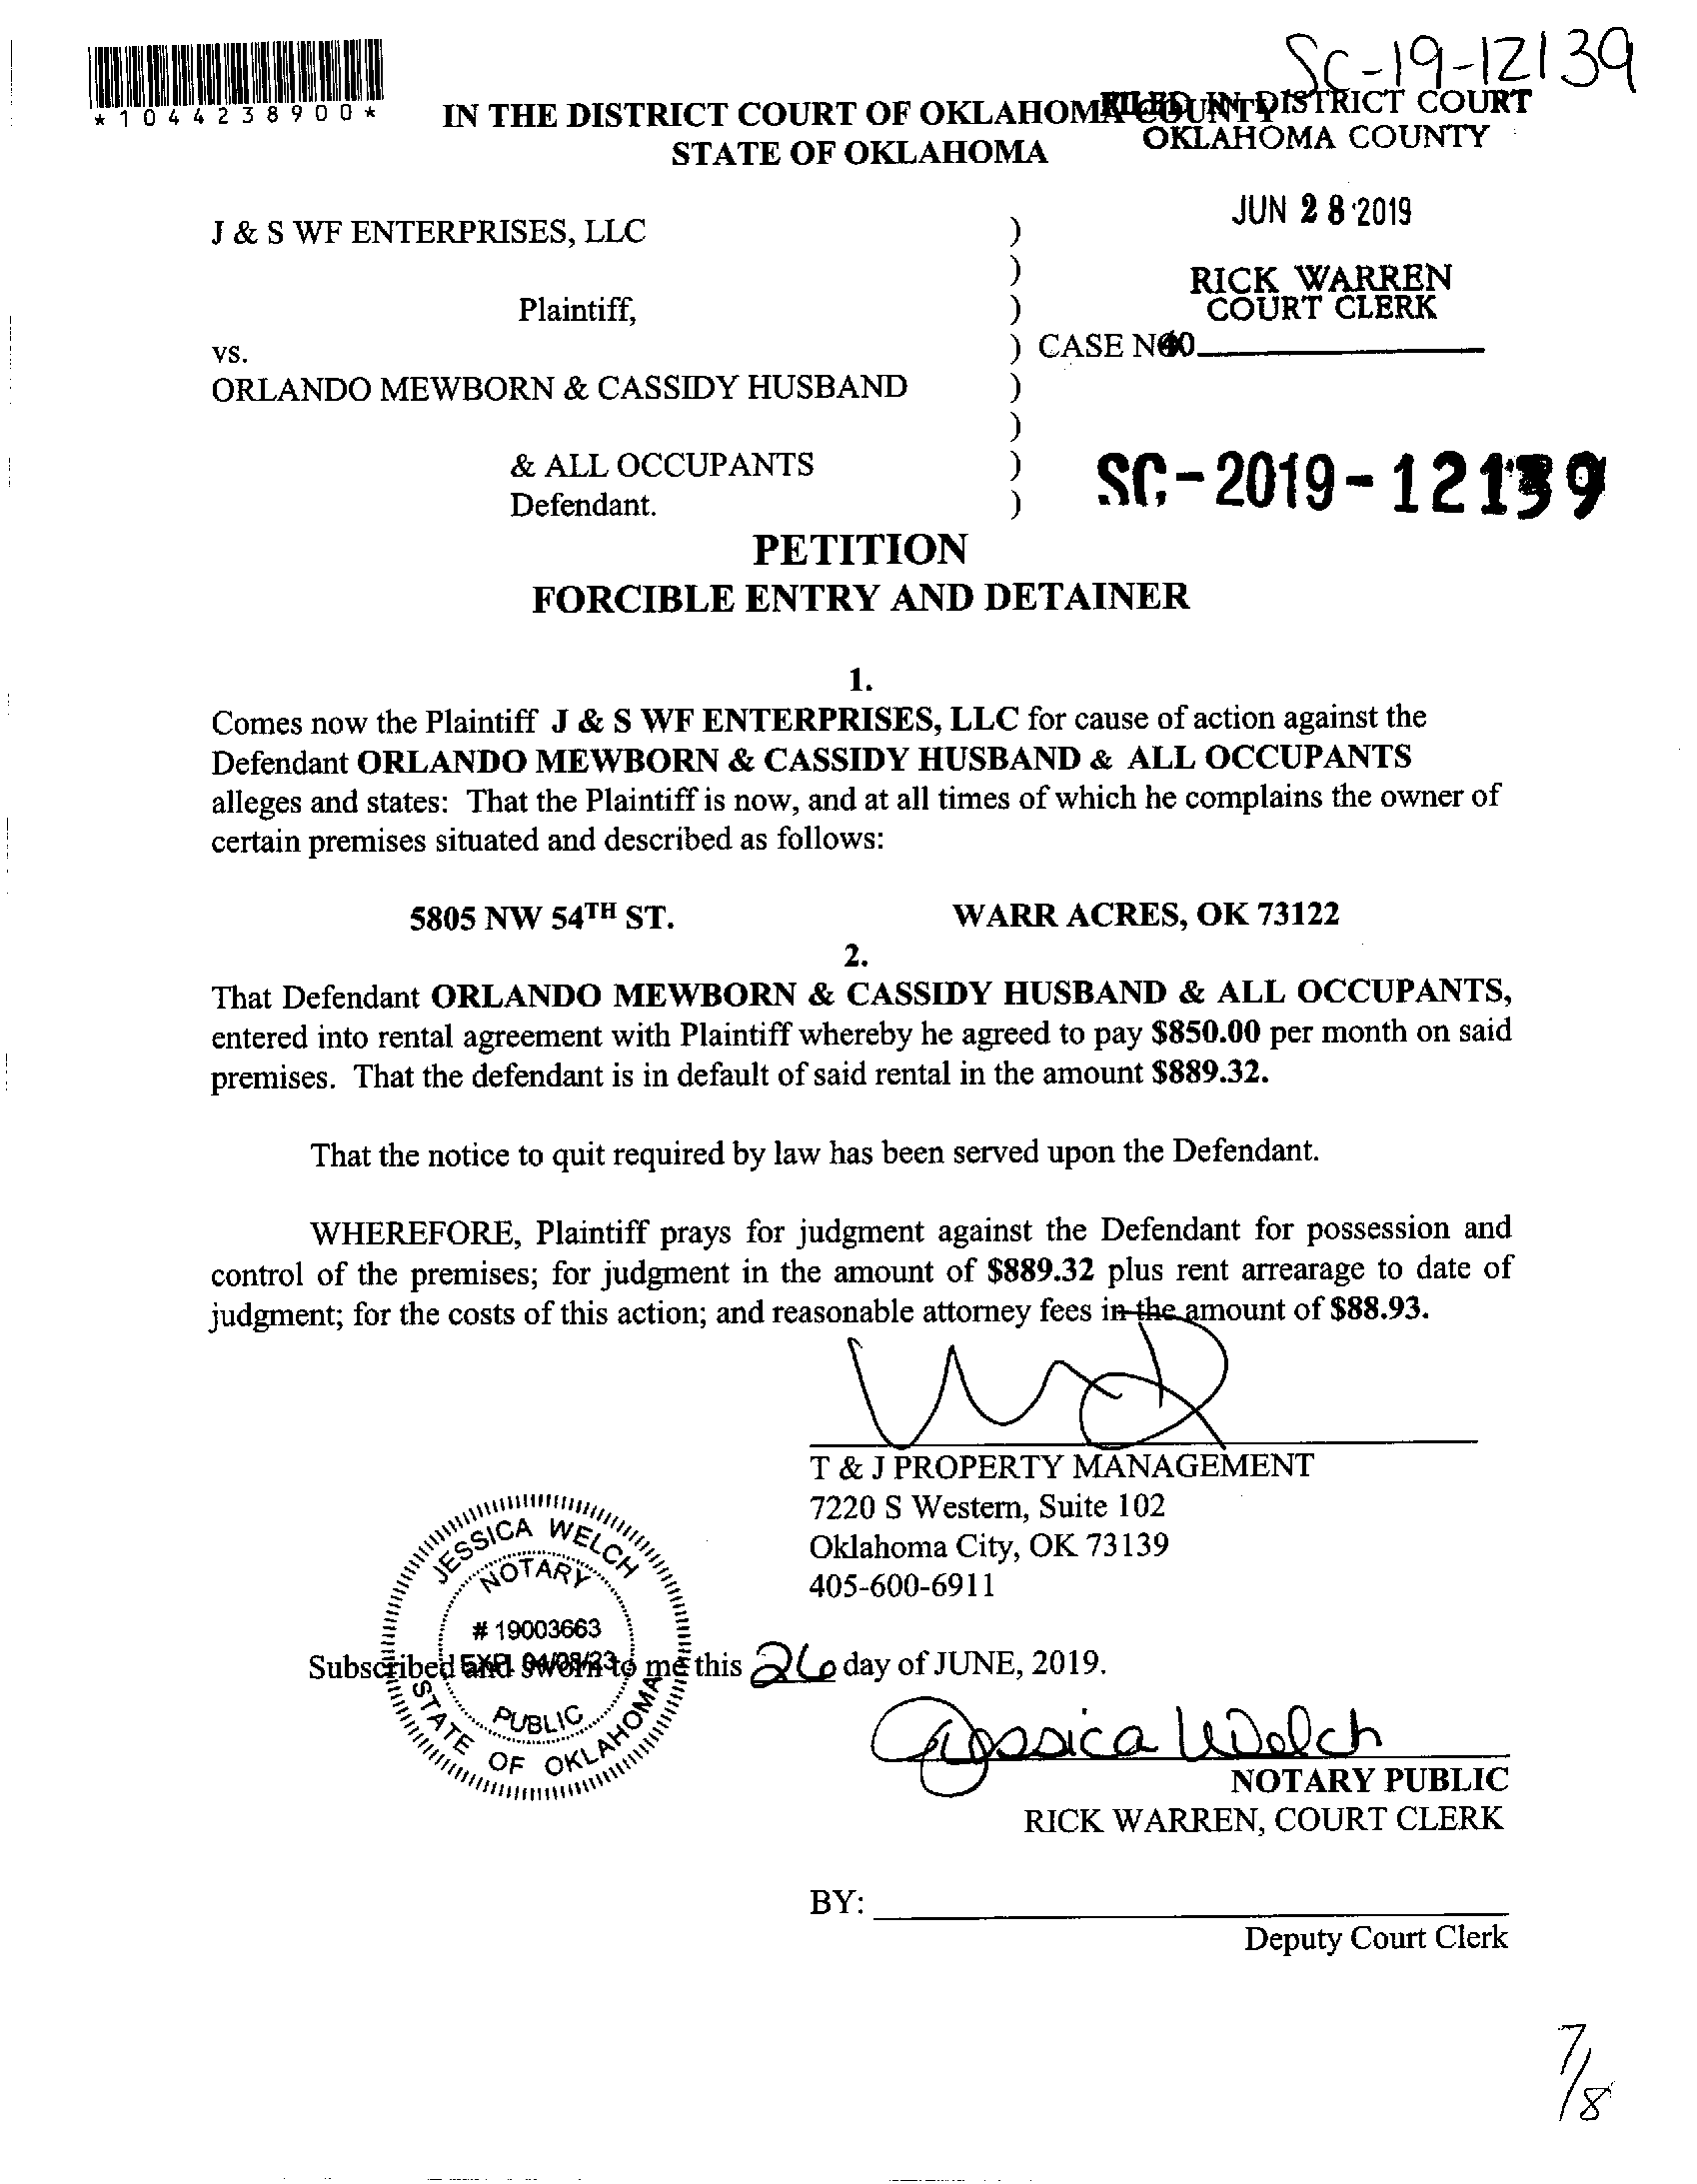 SC-19-12139
*1044238900*
IN THE DISTRICT COURT OF OKLAHOMA COUNTY
STATE OF OKLAHOMA
FILED IN DISTRICT COURT
OKLAHOMA COUNTY
JUN 28 2019
RICK WARREN
COURT CLERK
40
J & S WF ENTERPRISES, LLC )
)
Plaintiff, )
vs. ) CASE NO.
ORLANDO MEWBORN & CASSIDY HUSBAND )
)
& ALL OCCUPANTS )
Defendant. )
SC-2019-12139
PETITION
FORCIBLE ENTRY AND DETAINER
1.
Comes now the Plaintiff J & S WF ENTERPRISES, LLC for cause of action against the
Defendant ORLANDO MEWBORN & CASSIDY HUSBAND & ALL OCCUPANTS
alleges and states: That the Plaintiff is now, and at all times of which he complains the owner of
certain premises situated and described as follows:
5805 NW 54TH ST. WARR ACRES, OK 73122
2.
That Defendant ORLANDO MEWBORN & CASSIDY HUSBAND & ALL OCCUPANTS,
entered into rental agreement with Plaintiff whereby he agreed to pay $850.00 per month on said
premises. That the defendant is in default of said rental in the amount $889.32.
That the notice to quit required by law has been served upon the Defendant.
WHEREFORE, Plaintiff prays for judgment against the Defendant for possession and
control of the premises; for judgment in the amount of $889.32 plus rent arrearage to date of
judgment; for the costs of this action; and reasonable attorney fees in the amount of $88.93.
T & J PROPERTY MANAGEMENT
7220 S Western, Suite 102
Oklahoma City, OK 73139
405-600-6911
JESSICA WELCH
NOTARY
# 19003663
EXP. 04/08/23
PUBLIC
STATE OF OKLAHOMA
Subscribed and sworn to me this 26 day of JUNE, 2019.
Jessica Welch
NOTARY PUBLIC
RICK WARREN, COURT CLERK
BY:
Deputy Court Clerk
7/8